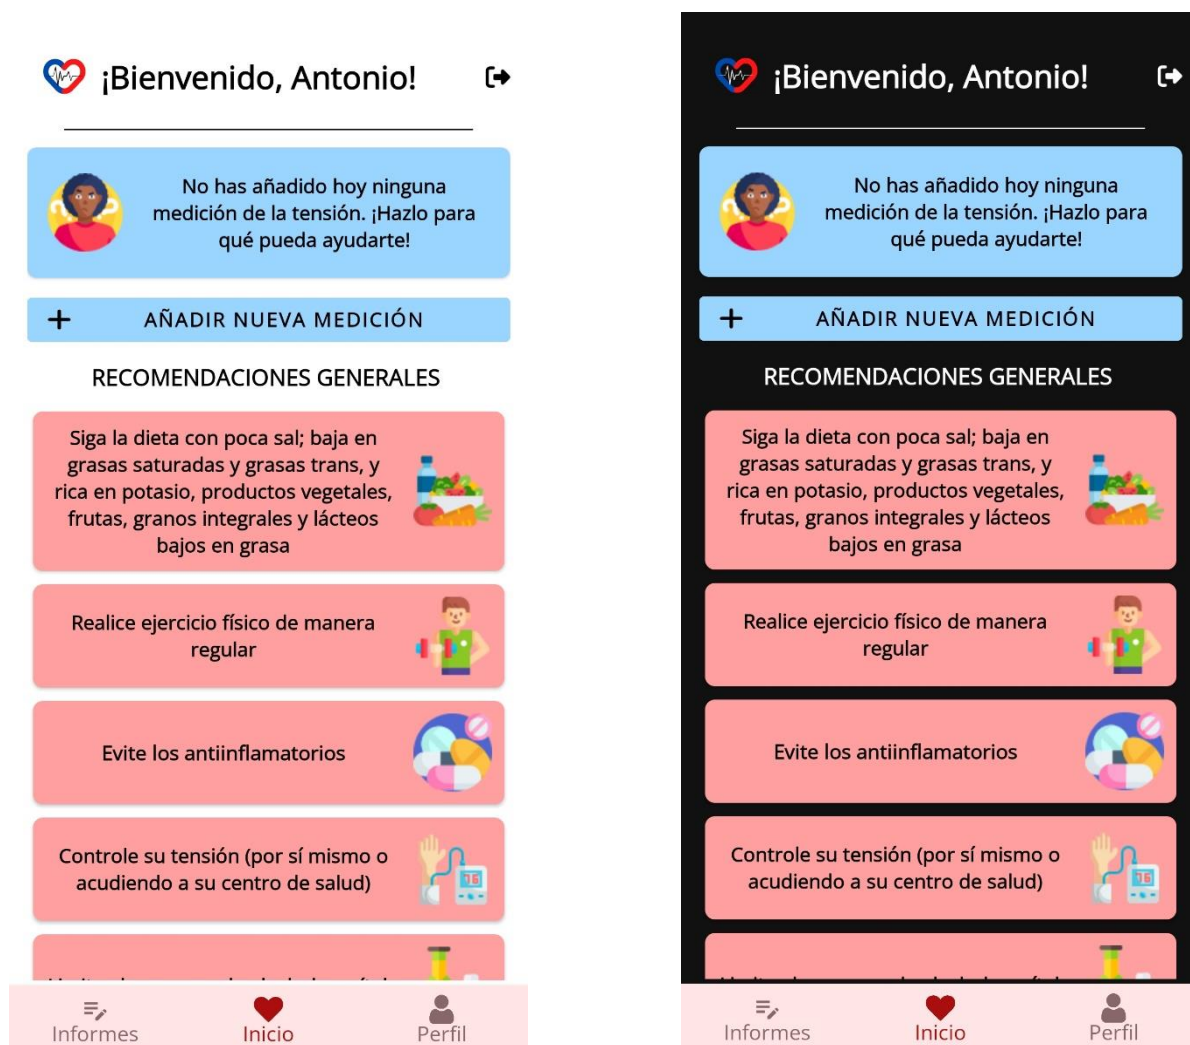 ¡Bienvenido, Antonio!
No has añadido hoy ninguna
medición de la tensión. ¡Hazlo para
qué pueda ayudarte!
AÑADIR NUEVA MEDICIÓN
RECOMENDACIONES GENERALES
Siga la dieta con poca sal; baja en
grasas saturadas y grasas trans, y
rica en potasio, productos vegetales,
frutas, granos integrales y lácteos
bajos en grasa
Realice ejercicio físico de manera
regular
Evite los antiinflamatorios
Controle su tensión (por sí mismo o
acudiendo a su centro de salud)
Informes
Inicio
Perfil
¡Bienvenido, Antonio!
No has añadido hoy ninguna
medición de la tensión. ¡Hazlo para
qué pueda ayudarte!
AÑADIR NUEVA MEDICIÓN
RECOMENDACIONES GENERALES
Siga la dieta con poca sal; baja en
grasas saturadas y grasas trans, y
rica en potasio, productos vegetales,
frutas, granos integrales y lácteos
bajos en grasa
Realice ejercicio físico de manera
regular
Evite los antiinflamatorios
Controle su tensión (por sí mismo o
acudiendo a su centro de salud)
Informes
Inicio
Perfil